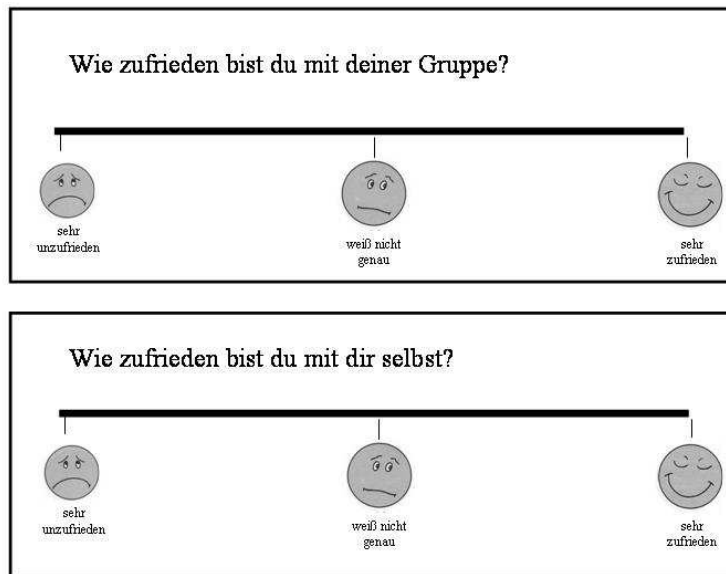 Wie zufrieden bist du mit deiner Gruppe?
sehr
unzufrieden
weiß nicht
genau
sehr
zufrieden
Wie zufrieden bist du mit dir selbst?
sehr
unzufrieden
weiß nicht
genau
sehr
zufrieden